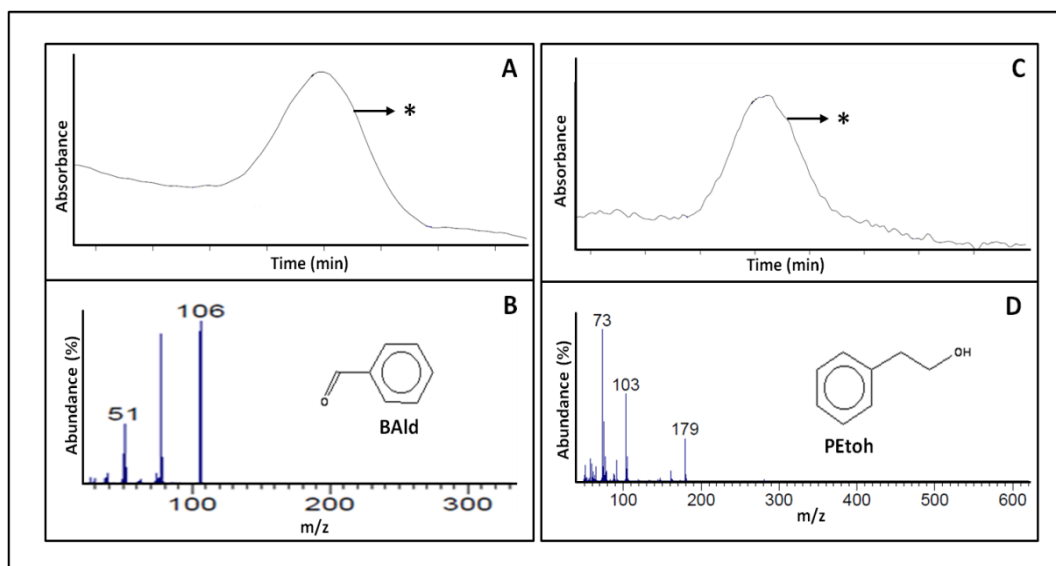 A
Absorbance
*
Time (min)
B
Abundance (%)
106
51
O
BAld
100
200
300
m/z
C
Absorbance
*
Time (min)
D
Abundance (%)
73
103
179
OH
PEtoh
100
200
300
400
500
600
m/z